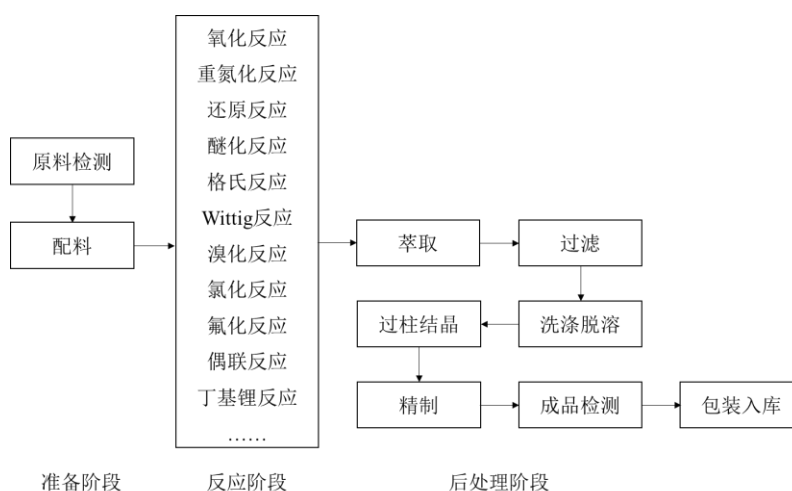 原料检测
配料
氧化反应
重氮化反应
还原反应
醚化反应
格氏反应
Wittig反应
溴化反应
氯化反应
氟化反应
偶联反应
丁基锂反应
……
萃取
过滤
洗涤脱溶
过柱结晶
精制
成品检测
包装入库
准备阶段
反应阶段
后处理阶段